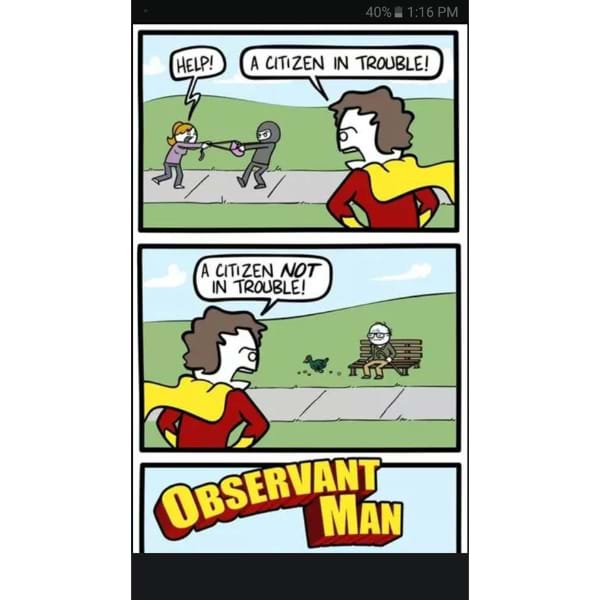 40% 1:16 PM
HELP!
A CITIZEN IN TROUBLE!
A CITIZEN NOT
IN TROUBLE!
OBSERVANT
MAN